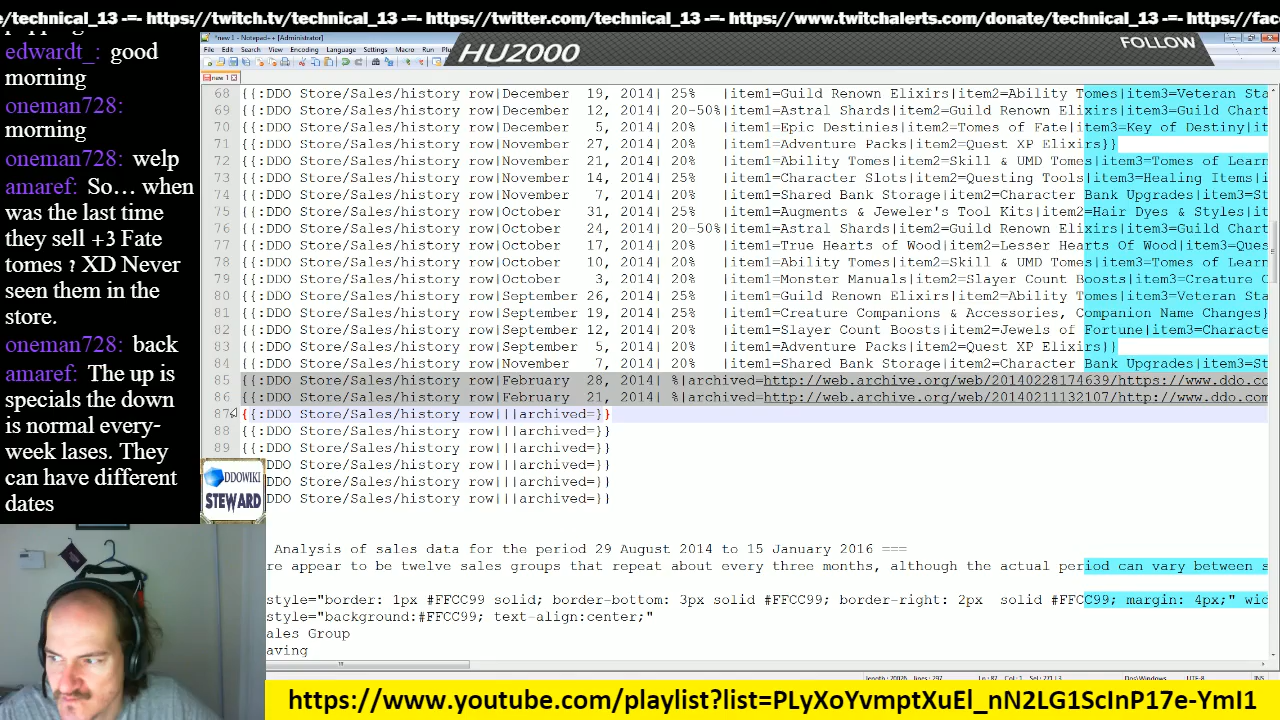 e/technical_13 -=- https://twitch.tv/technical_13 -=- https://twitter.com/technical_13 -=- https://www.twitchalerts.com/donate/technical_13 -=- https://fac
edwardt_: good
morning
oneman728:
morning
oneman728: welp
amaref: So… when
was the last time
they sell +3 Fate
tomes ? XD Never
seen them in the
store.
oneman728: back
amaref: The up is
specials the down
is normal every-
week lases. They
can have different
dates
*new 1 - Notepad++ [Administrator]
File Edit Search View Encoding Language Settings Macro Run
HU2000
FOLLOW
new 1
68 {{:DDO Store/Sales/history row|December 19, 2014| 25% |item1=Guild Renown Elixirs|item2=Ability Tomes|item3=Veteran Sta
69 {{:DDO Store/Sales/history row|December 12, 2014| 20-50%|item1=Astral Shards|item2=Guild Renown Elixirs|item3=Guild Chart
70 {{:DDO Store/Sales/history row|December 5, 2014| 20% |item1=Epic Destinies|item2=Tomes of Fate|item3=Key of Destiny|it
71 {{:DDO Store/Sales/history row|November 27, 2014| 20% |item1=Adventure Packs|item2=Quest XP Elixirs}}
72 {{:DDO Store/Sales/history row|November 21, 2014| 20% |item1=Ability Tomes|item2=Skill & UMD Tomes|item3=Tomes of Learn
73 {{:DDO Store/Sales/history row|November 14, 2014| 25% |item1=Character Slots|item2=Questing Tools|item3=Healing Items|i
74 {{:DDO Store/Sales/history row|November 7, 2014| 20% |item1=Shared Bank Storage|item2=Character Bank Upgrades|item3=St
75 {{:DDO Store/Sales/history row|October 31, 2014| 25% |item1=Augments & Jeweler's Tool Kits|item2=Hair Dyes & Styles|it
76 {{:DDO Store/Sales/history row|October 24, 2014| 20-50%|item1=Astral Shards|item2=Guild Renown Elixirs|item3=Guild Chart
77 {{:DDO Store/Sales/history row|October 17, 2014| 20% |item1=True Hearts of Wood|item2=Lesser Hearts Of Wood|item3=Ques
78 {{:DDO Store/Sales/history row|October 10, 2014| 20% |item1=Ability Tomes|item2=Skill & UMD Tomes|item3=Tomes of Learn
79 {{:DDO Store/Sales/history row|October 3, 2014| 20% |item1=Monster Manuals|item2=Slayer Count Boosts|item3=Creature C
80 {{:DDO Store/Sales/history row|September 26, 2014| 25% |item1=Guild Renown Elixirs|item2=Ability Tomes|item3=Veteran Sta
81 {{:DDO Store/Sales/history row|September 19, 2014| 25% |item1=Creature Companions & Accessories, Companion Name Changes}
82 {{:DDO Store/Sales/history row|September 12, 2014| 20% |item1=Slayer Count Boosts|item2=Jewels of Fortune|item3=Characte
83 {{:DDO Store/Sales/history row|September 5, 2014| 20% |item1=Adventure Packs|item2=Quest XP Elixirs}}
84 {{:DDO Store/Sales/history row|November 7, 2014| 20% |item1=Shared Bank Storage|item2=Character Bank Upgrades|item3=St
85 {{:DDO Store/Sales/history row|February 28, 2014| %|archived=http://web.archive.org/web/20140228174639/https://www.ddo.co
86 {{:DDO Store/Sales/history row|February 21, 2014| %|archived=http://web.archive.org/web/20140211132107/http://www.ddo.com
87 {{:DDO Store/Sales/history row|||archived=}}
88 {{:DDO Store/Sales/history row|||archived=}}
89 {{:DDO Store/Sales/history row|||archived=}}
DDO Store/Sales/history row|||archived=}}
DDO Store/Sales/history row|||archived=}}
DDO Store/Sales/history row|||archived=}}
DDOWIKI
STEWARD
Analysis of sales data for the period 29 August 2014 to 15 January 2016 ===
re appear to be twelve sales groups that repeat about every three months, although the actual period can vary between s
style="border: 1px #FFCC99 solid; border-bottom: 3px solid #FFCC99; border-right: 2px solid #FFCC99; margin: 4px;" wid
style="background:#FFCC99; text-align:center;"
ales Group
aving
https://www.youtube.com/playlist?list=PLyXoYvmptXuEl_nN2LG1ScInP17e-YmI1